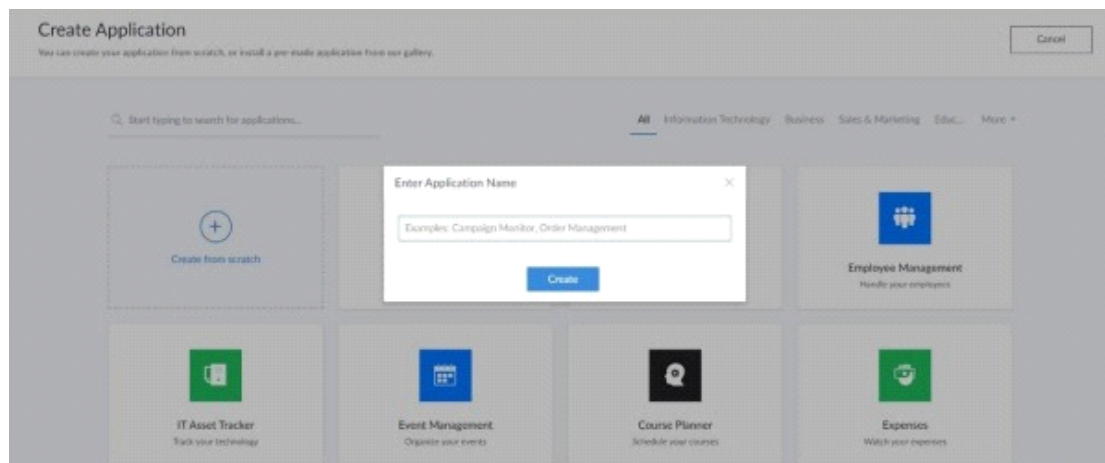 Create Application
You can create your application from scratch, or install a pre-made application from our gallery.
Cancel
Start typing to search for applications...
All Information Technology Business Sales & Marketing Educ... More
Enter Application Name
Examples: Campaign Monitor, Order Management
Create
Create from scratch
Employee Management
Handle your employees
IT Asset Tracker
Track your technology
Event Management
Organize your events
Course Planner
Schedule your courses
Expenses
Watch your expenses